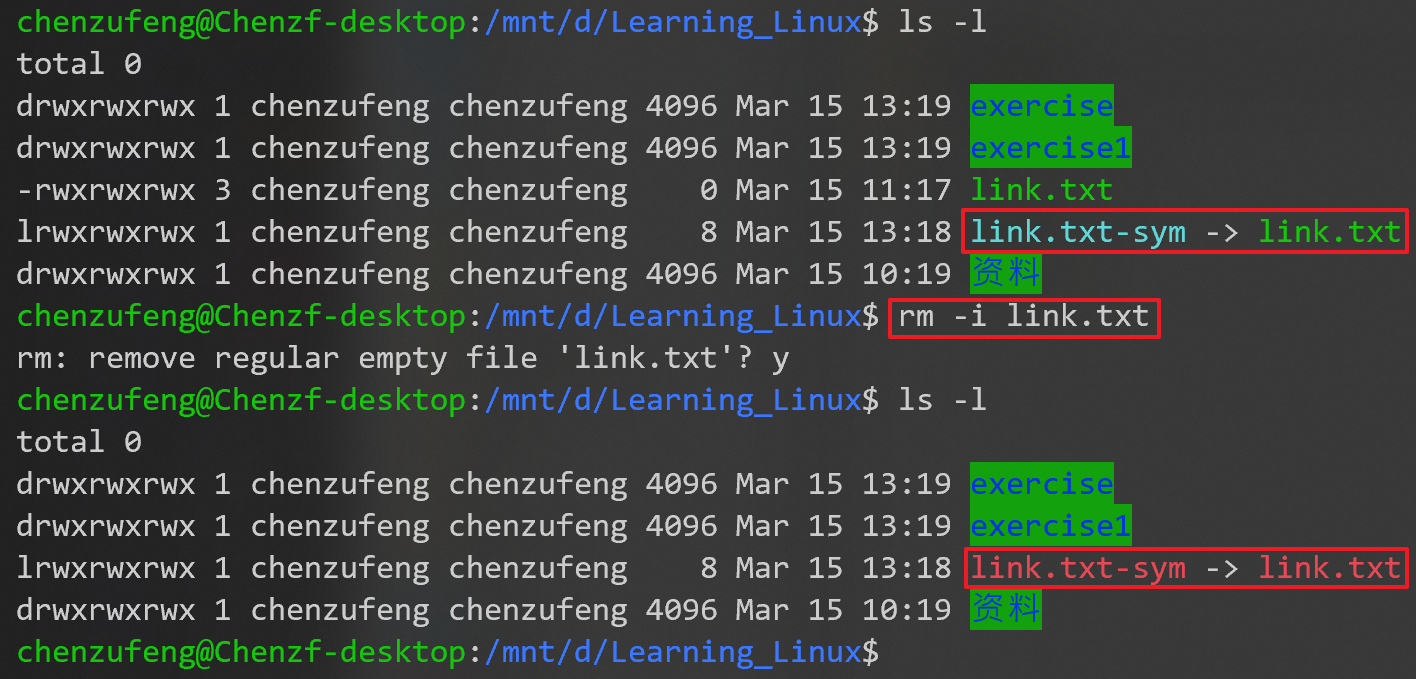 chenzufeng@Chenzf-desktop:/mnt/d/Learning_Linux$ ls -l
total 0
drwxrwxrwx 1 chenzufeng chenzufeng 4096 Mar 15 13:19 exercise
drwxrwxrwx 1 chenzufeng chenzufeng 4096 Mar 15 13:19 exercise1
-rwxrwxrwx 3 chenzufeng chenzufeng    0 Mar 15 11:17 link.txt
lrwxrwxrwx 1 chenzufeng chenzufeng    8 Mar 15 13:18 link.txt-sym -> link.txt
drwxrwxrwx 1 chenzufeng chenzufeng 4096 Mar 15 10:19 资料
chenzufeng@Chenzf-desktop:/mnt/d/Learning_Linux$ rm -i link.txt
rm: remove regular empty file 'link.txt'? y
chenzufeng@Chenzf-desktop:/mnt/d/Learning_Linux$ ls -l
total 0
drwxrwxrwx 1 chenzufeng chenzufeng 4096 Mar 15 13:19 exercise
drwxrwxrwx 1 chenzufeng chenzufeng 4096 Mar 15 13:19 exercise1
lrwxrwxrwx 1 chenzufeng chenzufeng    8 Mar 15 13:18 link.txt-sym -> link.txt
drwxrwxrwx 1 chenzufeng chenzufeng 4096 Mar 15 10:19 资料
chenzufeng@Chenzf-desktop:/mnt/d/Learning_Linux$